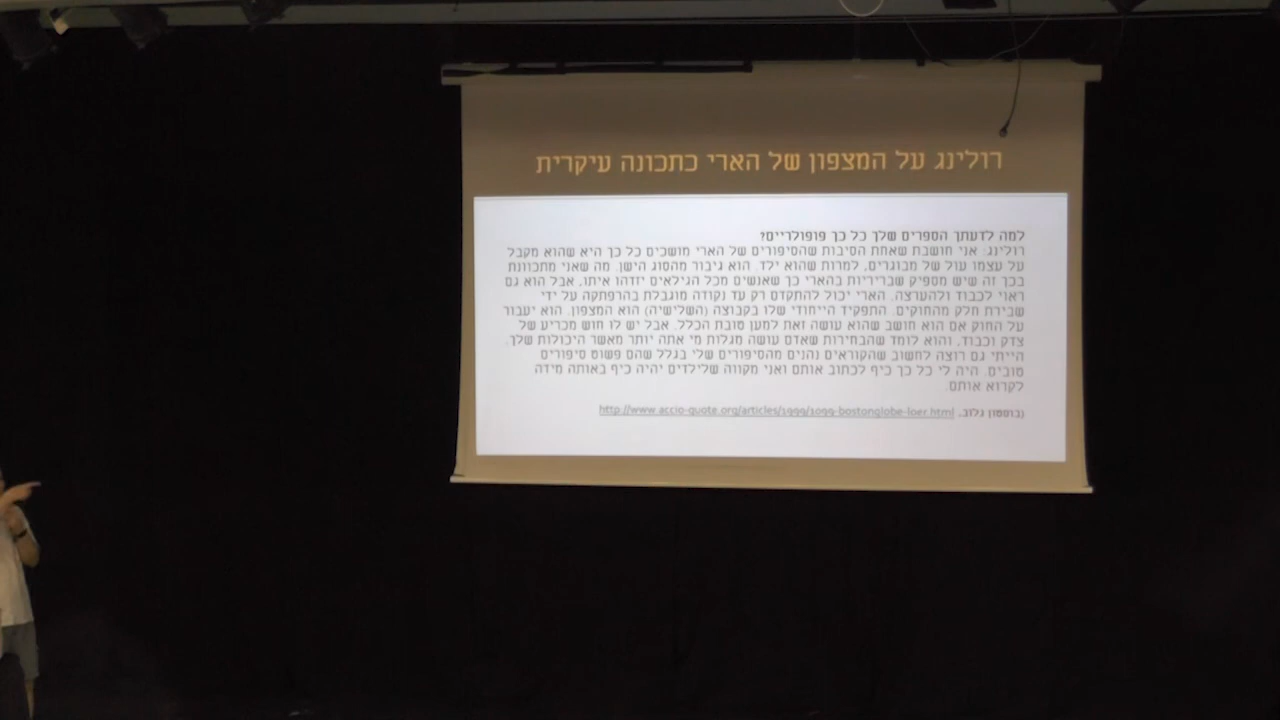 רולינג על המצפון של הארי כתכונה עיקרית
למה לדעתך הספרים שלך כל כך פופולריים?
רולינג: אני חושבת שאחת הסיבות שהסיפורים של הארי מושכים כל כך היא שהוא מקבל
על עצמו עול של מבוגרים, למרות שהוא ילד. הוא גיבור מהסוג הישן. מה שאני מתכוונת
בכך זה שיש מספיק שבריריות בהארי כך שאנשים מכל הגילאים יזדהו איתו, אבל הוא גם
ראוי לכבוד ולהערצה. הארי יכול להתקדם רק עד נקודה מוגבלת בהרפתקה על ידי
שבירת חלק מהחוקים. התפקיד הייחודי שלו בקבוצה (השלישיה) הוא המצפון. הוא יעבור
על החוק אם הוא חושב שהוא עושה זאת למען טובת הכלל. אבל יש לו חוש מכריע של
צדק וכבוד, והוא לומד שהבחירות שאדם עושה מגלות מי אתה יותר מאשר היכולות שלך.
הייתי גם רוצה לחשוב שהקוראים נהנים מהסיפורים שלי בגלל שהם פשוט סיפורים
טובים. היה לי כל כך כיף לכתוב אותם ואני מקווה שלילדים יהיה כיף באותה מידה
לקרוא אותם.
(בוסטון גלוב. http://www.accio-quote.org/articles/1999/1099-bostonglobe-loer.html